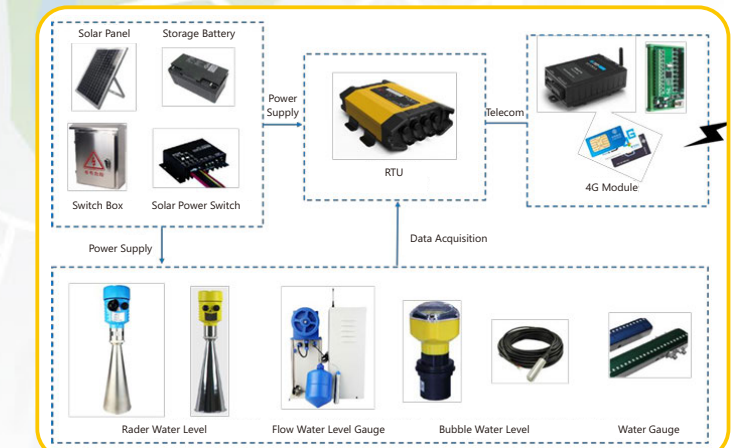 Solar Panel
Storage Battery
Switch Box
Solar Power Switch
Power
Supply
RTU
Telecom
4G Module
Power Supply
Data Acquisition
Rader Water Level
Flow Water Level Gauge
Bubble Water Level
Water Gauge